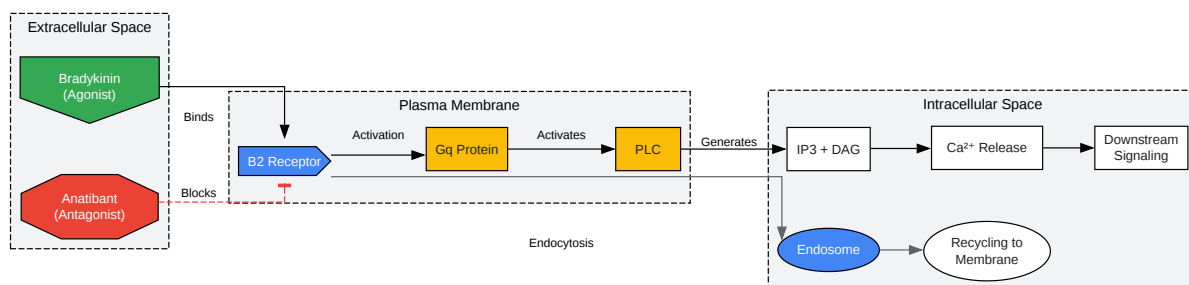 Extracellular Space
Bradykinin
(Agonist)
Binds
Anatibant
(Antagonist)
Blocks
Plasma Membrane
B2 Receptor
Activation
Gq Protein
Activates
PLC
Generates
Endocytosis
Intracellular Space
IP3 + DAG
Ca²⁺ Release
Downstream
Signaling
Endosome
Recycling to
Membrane